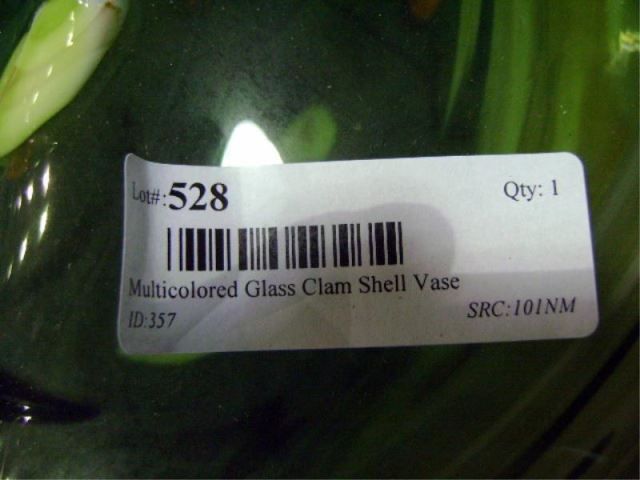 Lot#:528 Qty: 1
Multicolored Glass Clam Shell Vase
ID:357 SRC:101NM